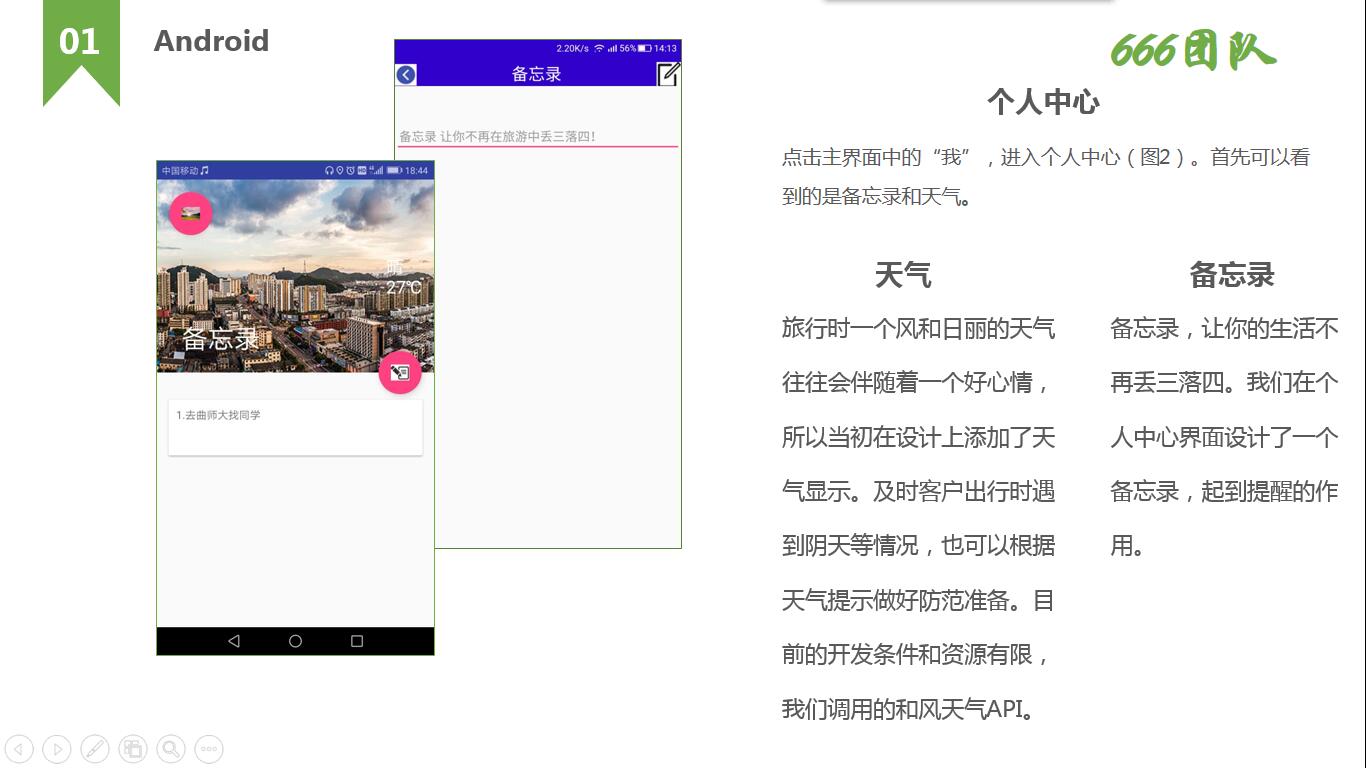 01
Android
666团队
2.20K/s 56% 14:13
备忘录
备忘录 让你不再在旅游中丢三落四!
中国移动 HD 18:44
晴
27℃
备忘录
1.去曲师大找同学
个人中心
点击主界面中的“我”，进入个人中心（图2）。首先可以看
到的是备忘录和天气。
天气
旅行时一个风和日丽的天气
往往会伴随着一个好心情，
所以当初在设计上添加了天
气显示。及时客户出行时遇
到阴天等情况，也可以根据
天气提示做好防范准备。目
前的开发条件和资源有限，
我们调用的和风天气API。
备忘录
备忘录，让你的生活不
再丢三落四。我们在个
人中心界面设计了一个
备忘录，起到提醒的作
用。